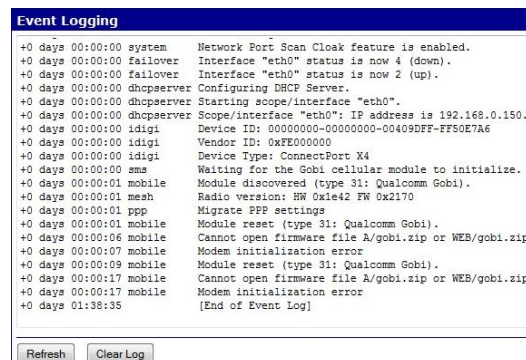 Event Logging
+0 days 00:00:00 system Network Port Scan Cloak feature is enabled.
+0 days 00:00:00 failover Interface "eth0" status is now 4 (down).
+0 days 00:00:00 failover Interface "eth0" status is now 2 (up).
+0 days 00:00:00 dhcpserver Configuring DHCP Server.
+0 days 00:00:00 dhcpserver Starting scope/interface "eth0".
+0 days 00:00:00 dhcpserver Scope/interface "eth0": IP address is 192.168.0.150.
+0 days 00:00:00 idigi Device ID: 00000000-00000000-00409DFF-FF50E7A6
+0 days 00:00:00 idigi Vendor ID: 0xFE000000
+0 days 00:00:00 idigi Device Type: ConnectPort X4
+0 days 00:00:00 sms Waiting for the Gobi cellular module to initialize.
+0 days 00:00:01 mobile Module discovered (type 31: Qualcomm Gobi).
+0 days 00:00:01 mesh Radio version: HW 0x1e42 FW 0x2170
+0 days 00:00:01 ppp Migrate PPP settings
+0 days 00:00:01 mobile Module reset (type 31: Qualcomm Gobi).
+0 days 00:00:06 mobile Cannot open firmware file A/gobi.zip or WEB/gobi.zip
+0 days 00:00:07 mobile Modem initialization error
+0 days 00:00:09 mobile Module reset (type 31: Qualcomm Gobi).
+0 days 00:00:17 mobile Cannot open firmware file A/gobi.zip or WEB/gobi.zip
+0 days 00:00:17 mobile Modem initialization error
+0 days 01:38:35 [End of Event Log]
Refresh Clear Log